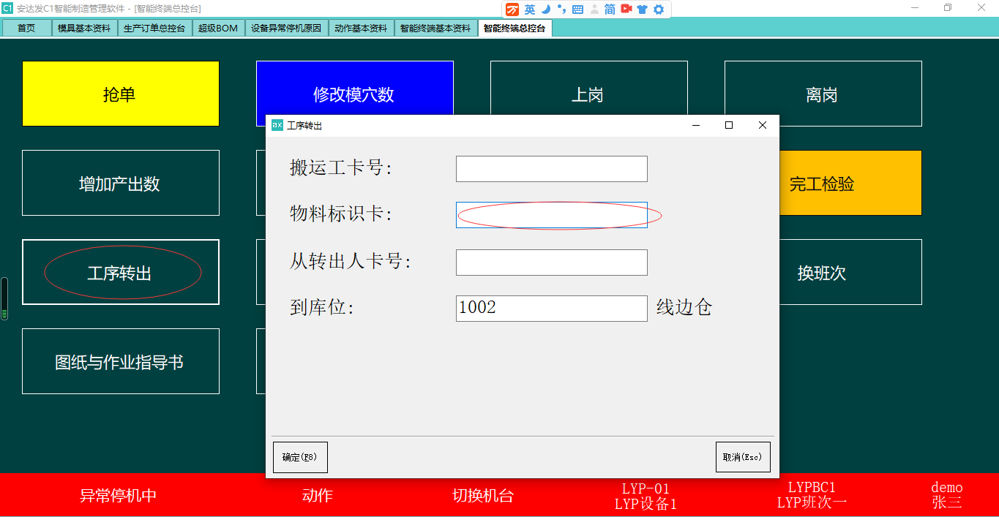 C1 安达发C1智能制造管理软件 - [智能终端总控台]
英 简
首页 模具基本资料 生产订单总控台 超级BOM 设备异常停机原因 动作基本资料 智能终端基本资料 智能终端总控台
抢单 修改模穴数 上岗 离岗
ax 工序转出
搬运工卡号:
增加产出数 完工检验
物料标识卡:
从转出人卡号:
工序转出 换班次
到库位: 1002 线边仓
图纸与作业指导书
确定(F8) 取消(Esc)
异常停机中 动作 切换机台
LYP-01
LYP设备1
LYPBC1
LYP班次一
demo
张三